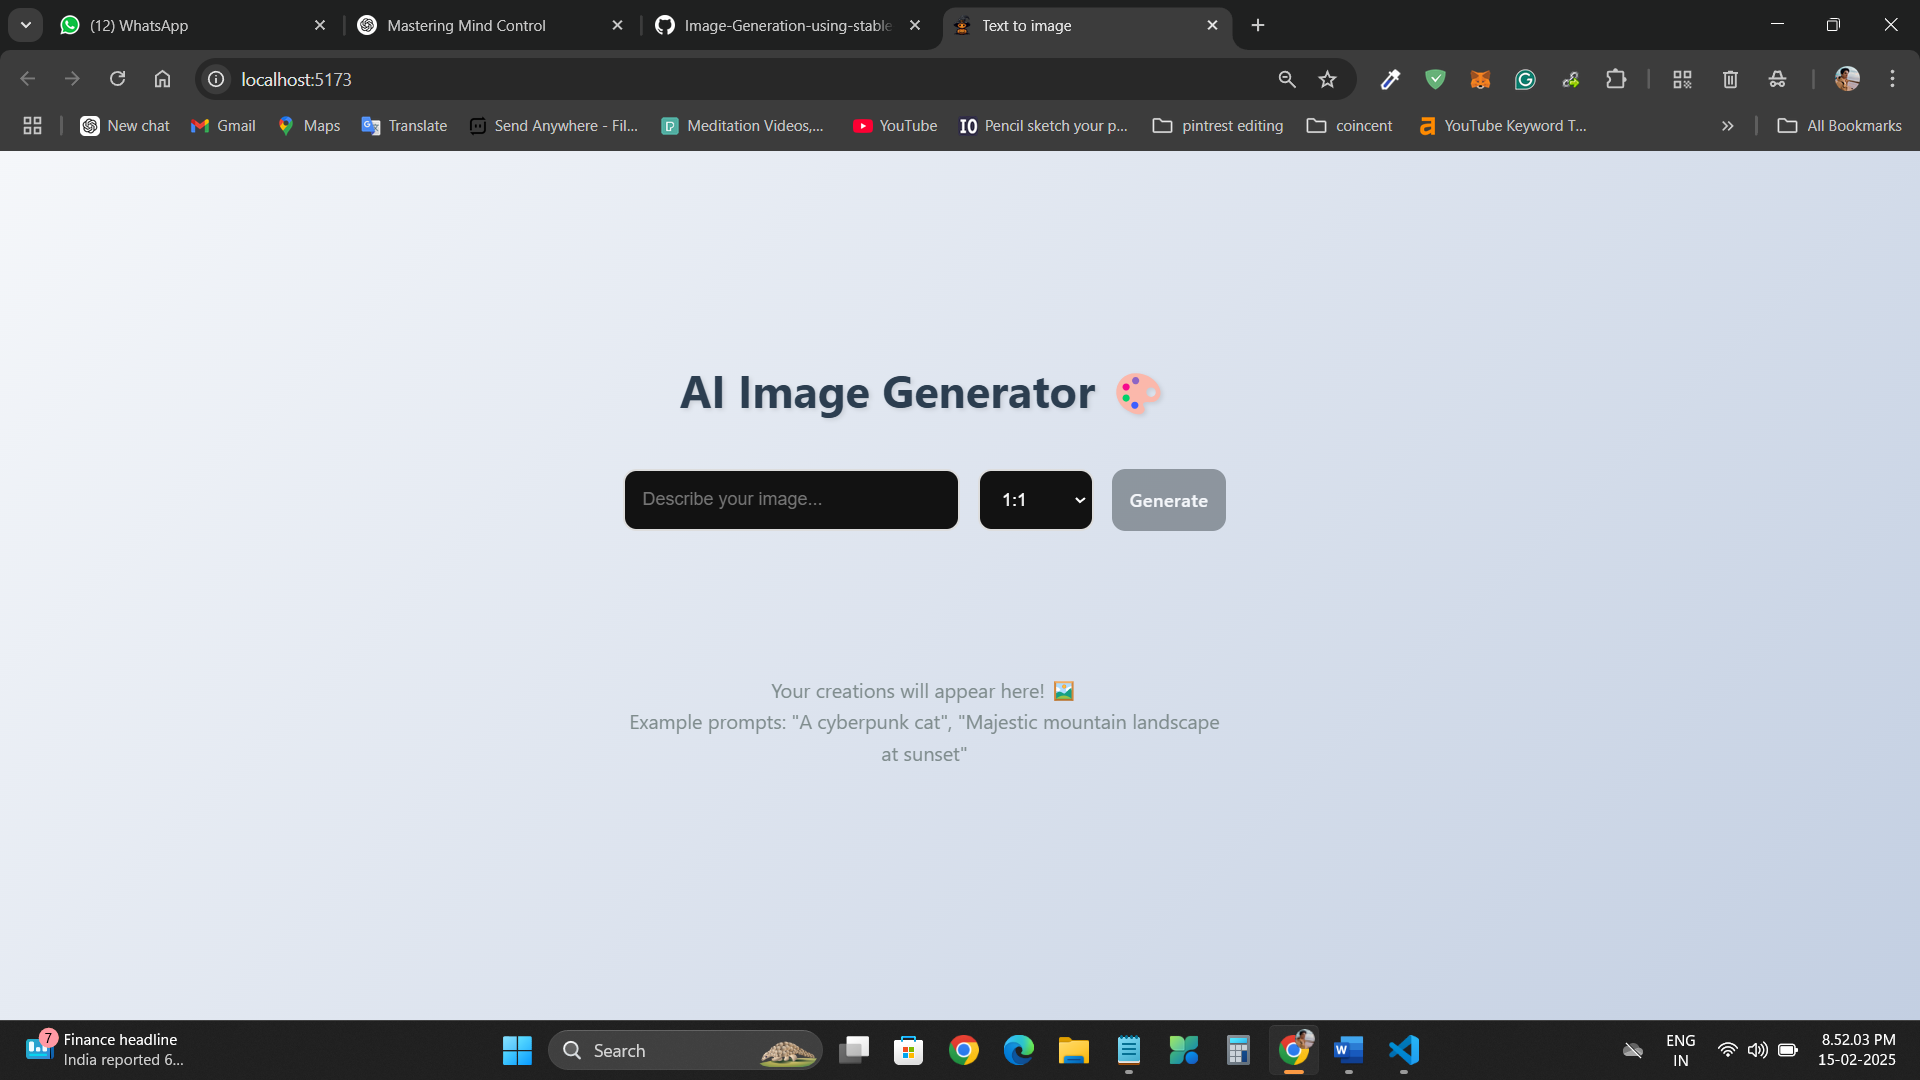 (12) WhatsApp
Mastering Mind Control
Image-Generation-using-stable
Text to image
localhost:5173
New chat
Gmail
Maps
Translate
Send Anywhere - Fil...
Meditation Videos,...
YouTube
IO Pencil sketch your p...
pintrest editing
coincent
YouTube Keyword T...
All Bookmarks
AI Image Generator 🎨
Describe your image...
1:1
Generate
Your creations will appear here! 🖼️
Example prompts: "A cyberpunk cat", "Majestic mountain landscape
at sunset"
7
Finance headline
India reported 6...
Search
ENG
IN
8.52.03 PM
15-02-2025